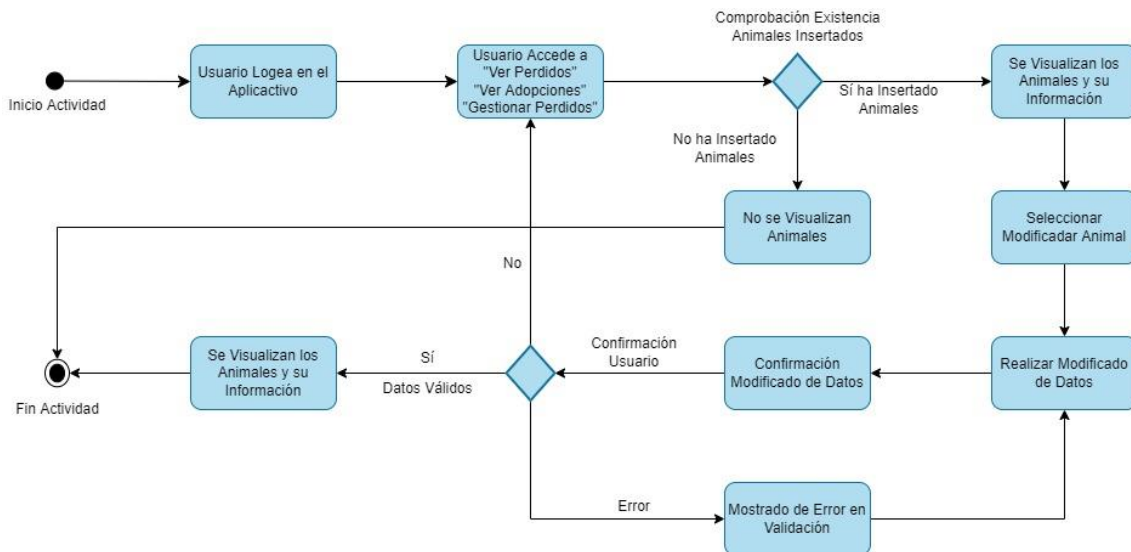 Comprobación Existencia
Animales Insertados
Inicio Actividad
Usuario Logea en el
Aplicactivo
Usuario Accede a
"Ver Perdidos"
"Ver Adopciones"
"Gestionar Perdidos"
Sí ha Insertado
Animales
Se Visualizan los
Animales y su
Información
No ha Insertado
Animales
No se Visualizan
Animales
Seleccionar
Modificadar Animal
No
Fin Actividad
Se Visualizan los
Animales y su
Información
Sí
Datos Válidos
Confirmación
Usuario
Confirmación
Modificado de Datos
Realizar Modificado
de Datos
Error
Mostrado de Error en
Validación